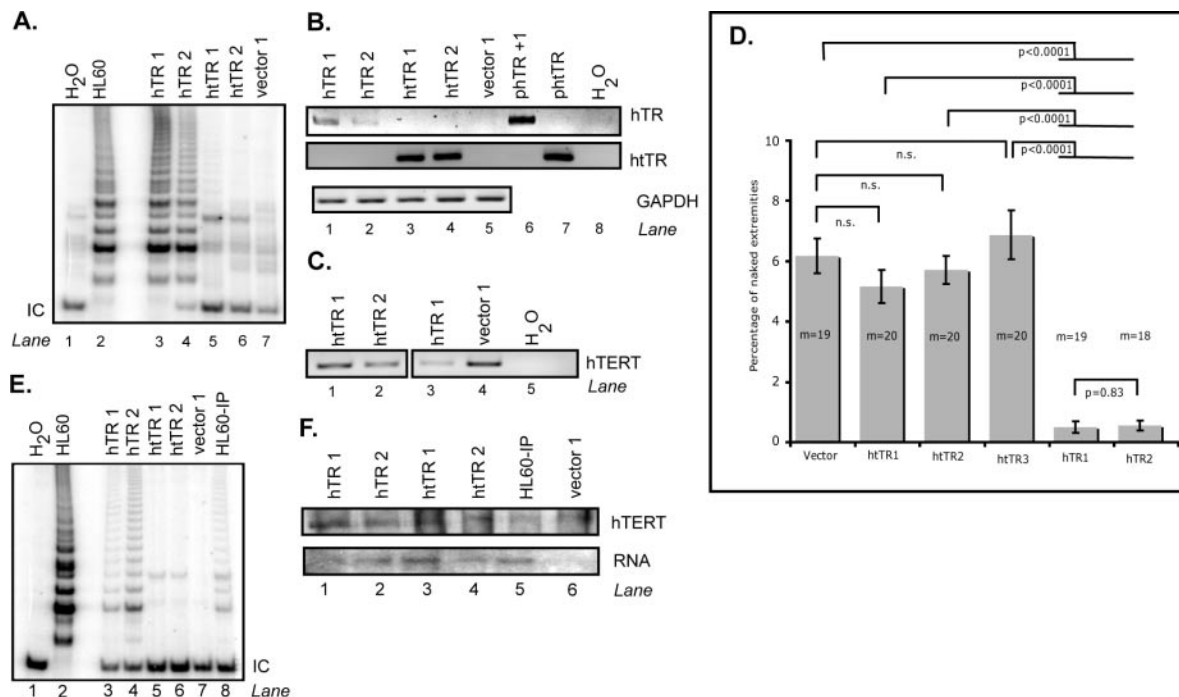 A.
H2O
HL60
hTR 1
hTR 2
htTR 1
htTR 2
vector 1
IC
Lane
1 2 3 4 5 6 7
B.
hTR 1
hTR 2
htTR 1
htTR 2
vector 1
phTR +1
phtTR
H2O
hTR
htTR
GAPDH
1 2 3 4 5 6 7 8 Lane
C.
htTR 1
htTR 2
hTR 1
vector 1
H2O
hTERT
1 2 3 4 5 Lane
D.
p<0.0001
p<0.0001
p<0.0001
n.s.
p<0.0001
n.s.
n.s.
Percentage of naked extremities
10
8
6
4
2
0
m=19 m=20 m=20 m=20 m=19 m=18
p=0.83
Vector htTR1 htTR2 htTR3 hTR1 hTR2
E.
H2O
HL60
hTR 1
hTR 2
htTR 1
htTR 2
vector 1
HL60-IP
IC
1 2 3 4 5 6 7 8 Lane
F.
hTR 1
hTR 2
htTR 1
htTR 2
HL60-IP
vector 1
hTERT
RNA
1 2 3 4 5 6 Lane